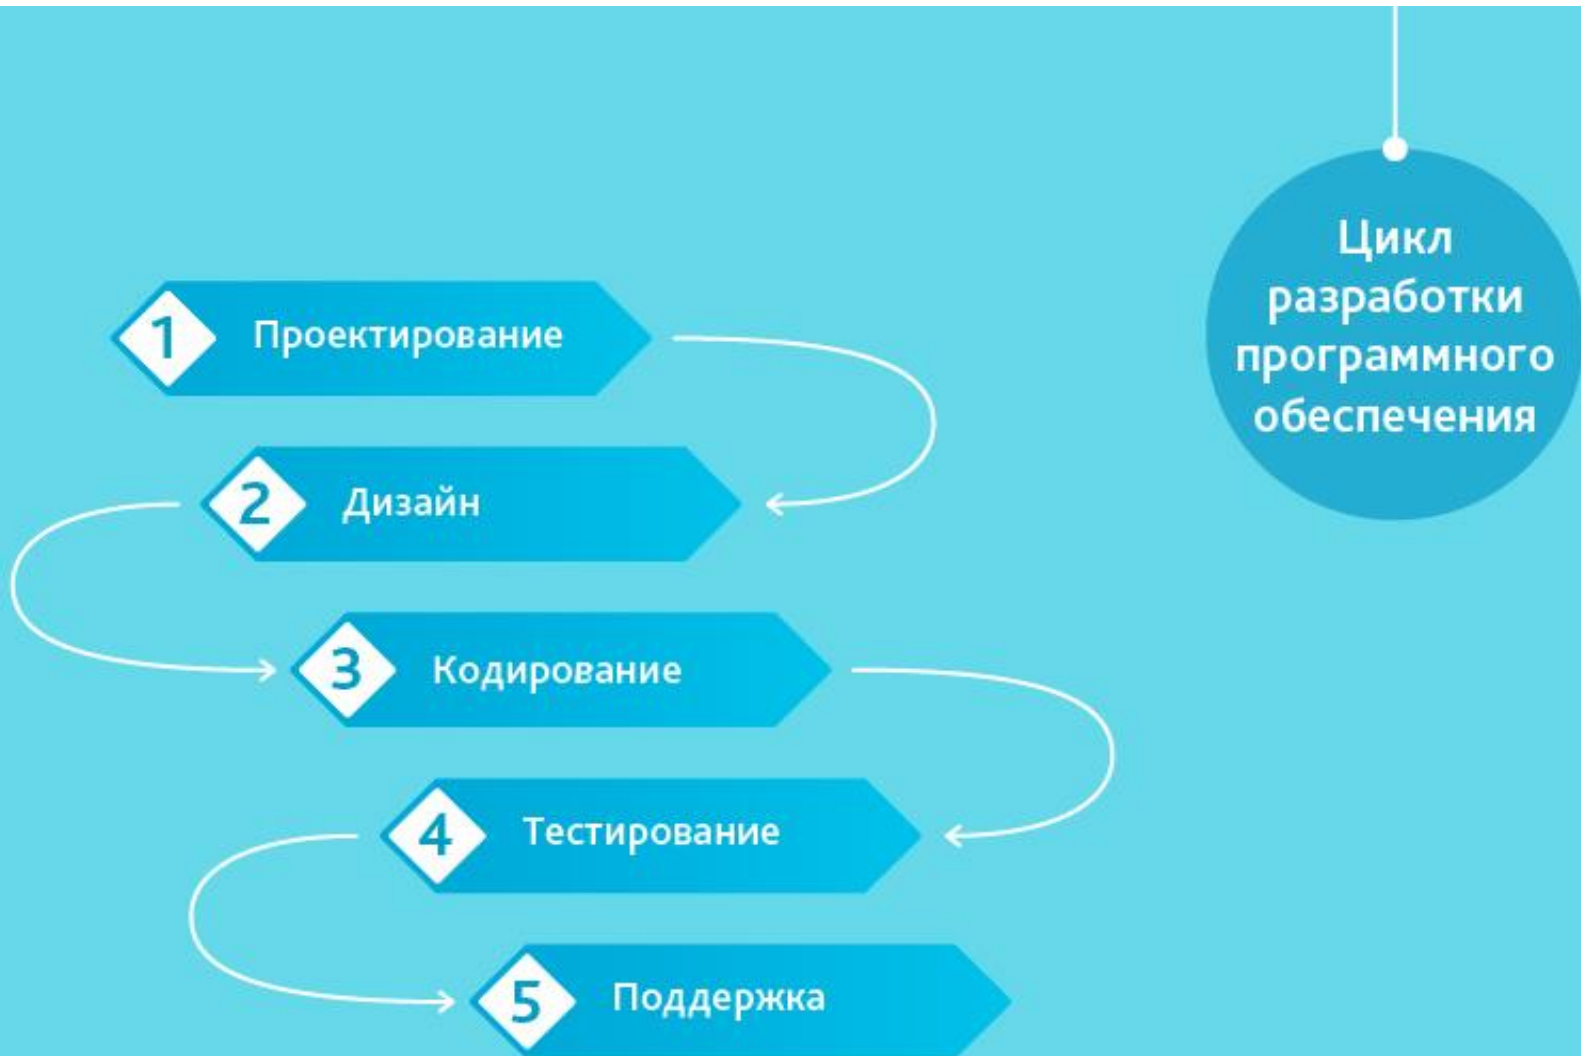 Цикл
разработки
программного
обеспечения
1 Проектирование
2 Дизайн
3 Кодирование
4 Тестирование
5 Поддержка